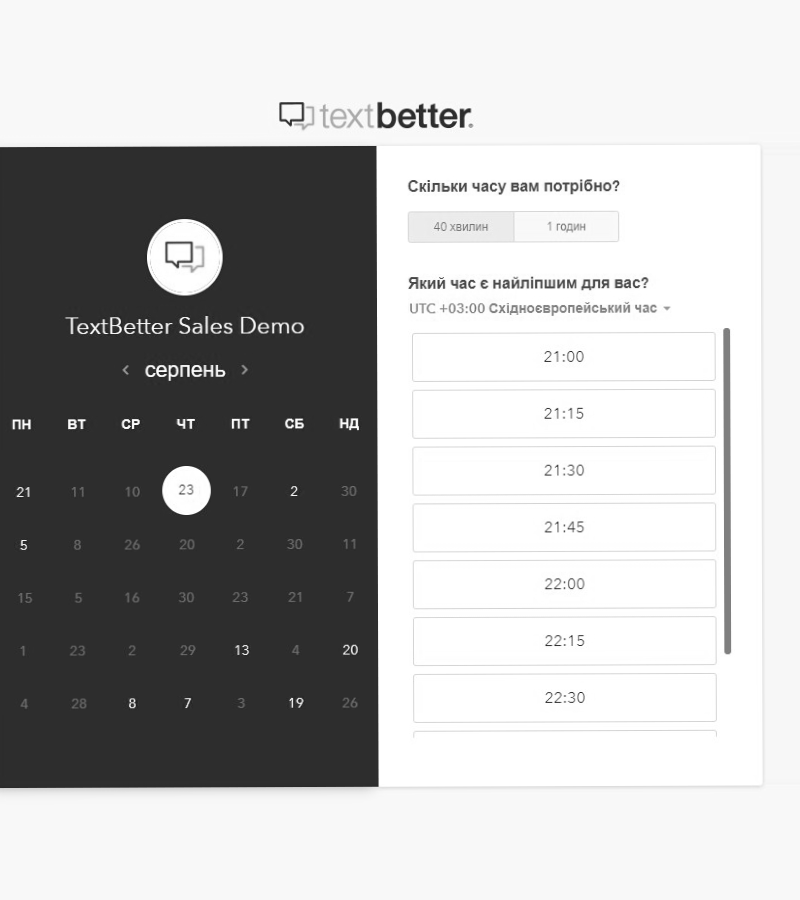 textbetter.
TextBetter Sales Demo
серпень
ПН ВТ СР ЧТ ПТ СБ НД
21 11 10 23 17 2 30
5 8 26 20 2 30 11
15 5 16 30 23 21 7
1 23 2 29 13 4 20
4 28 8 7 3 19 26
Скільки часу вам потрібно?
40 хвилин 1 годин
Який час є найліпшим для вас?
UTC +03:00 Східноєвропейський час
21:00
21:15
21:30
21:45
22:00
22:15
22:30